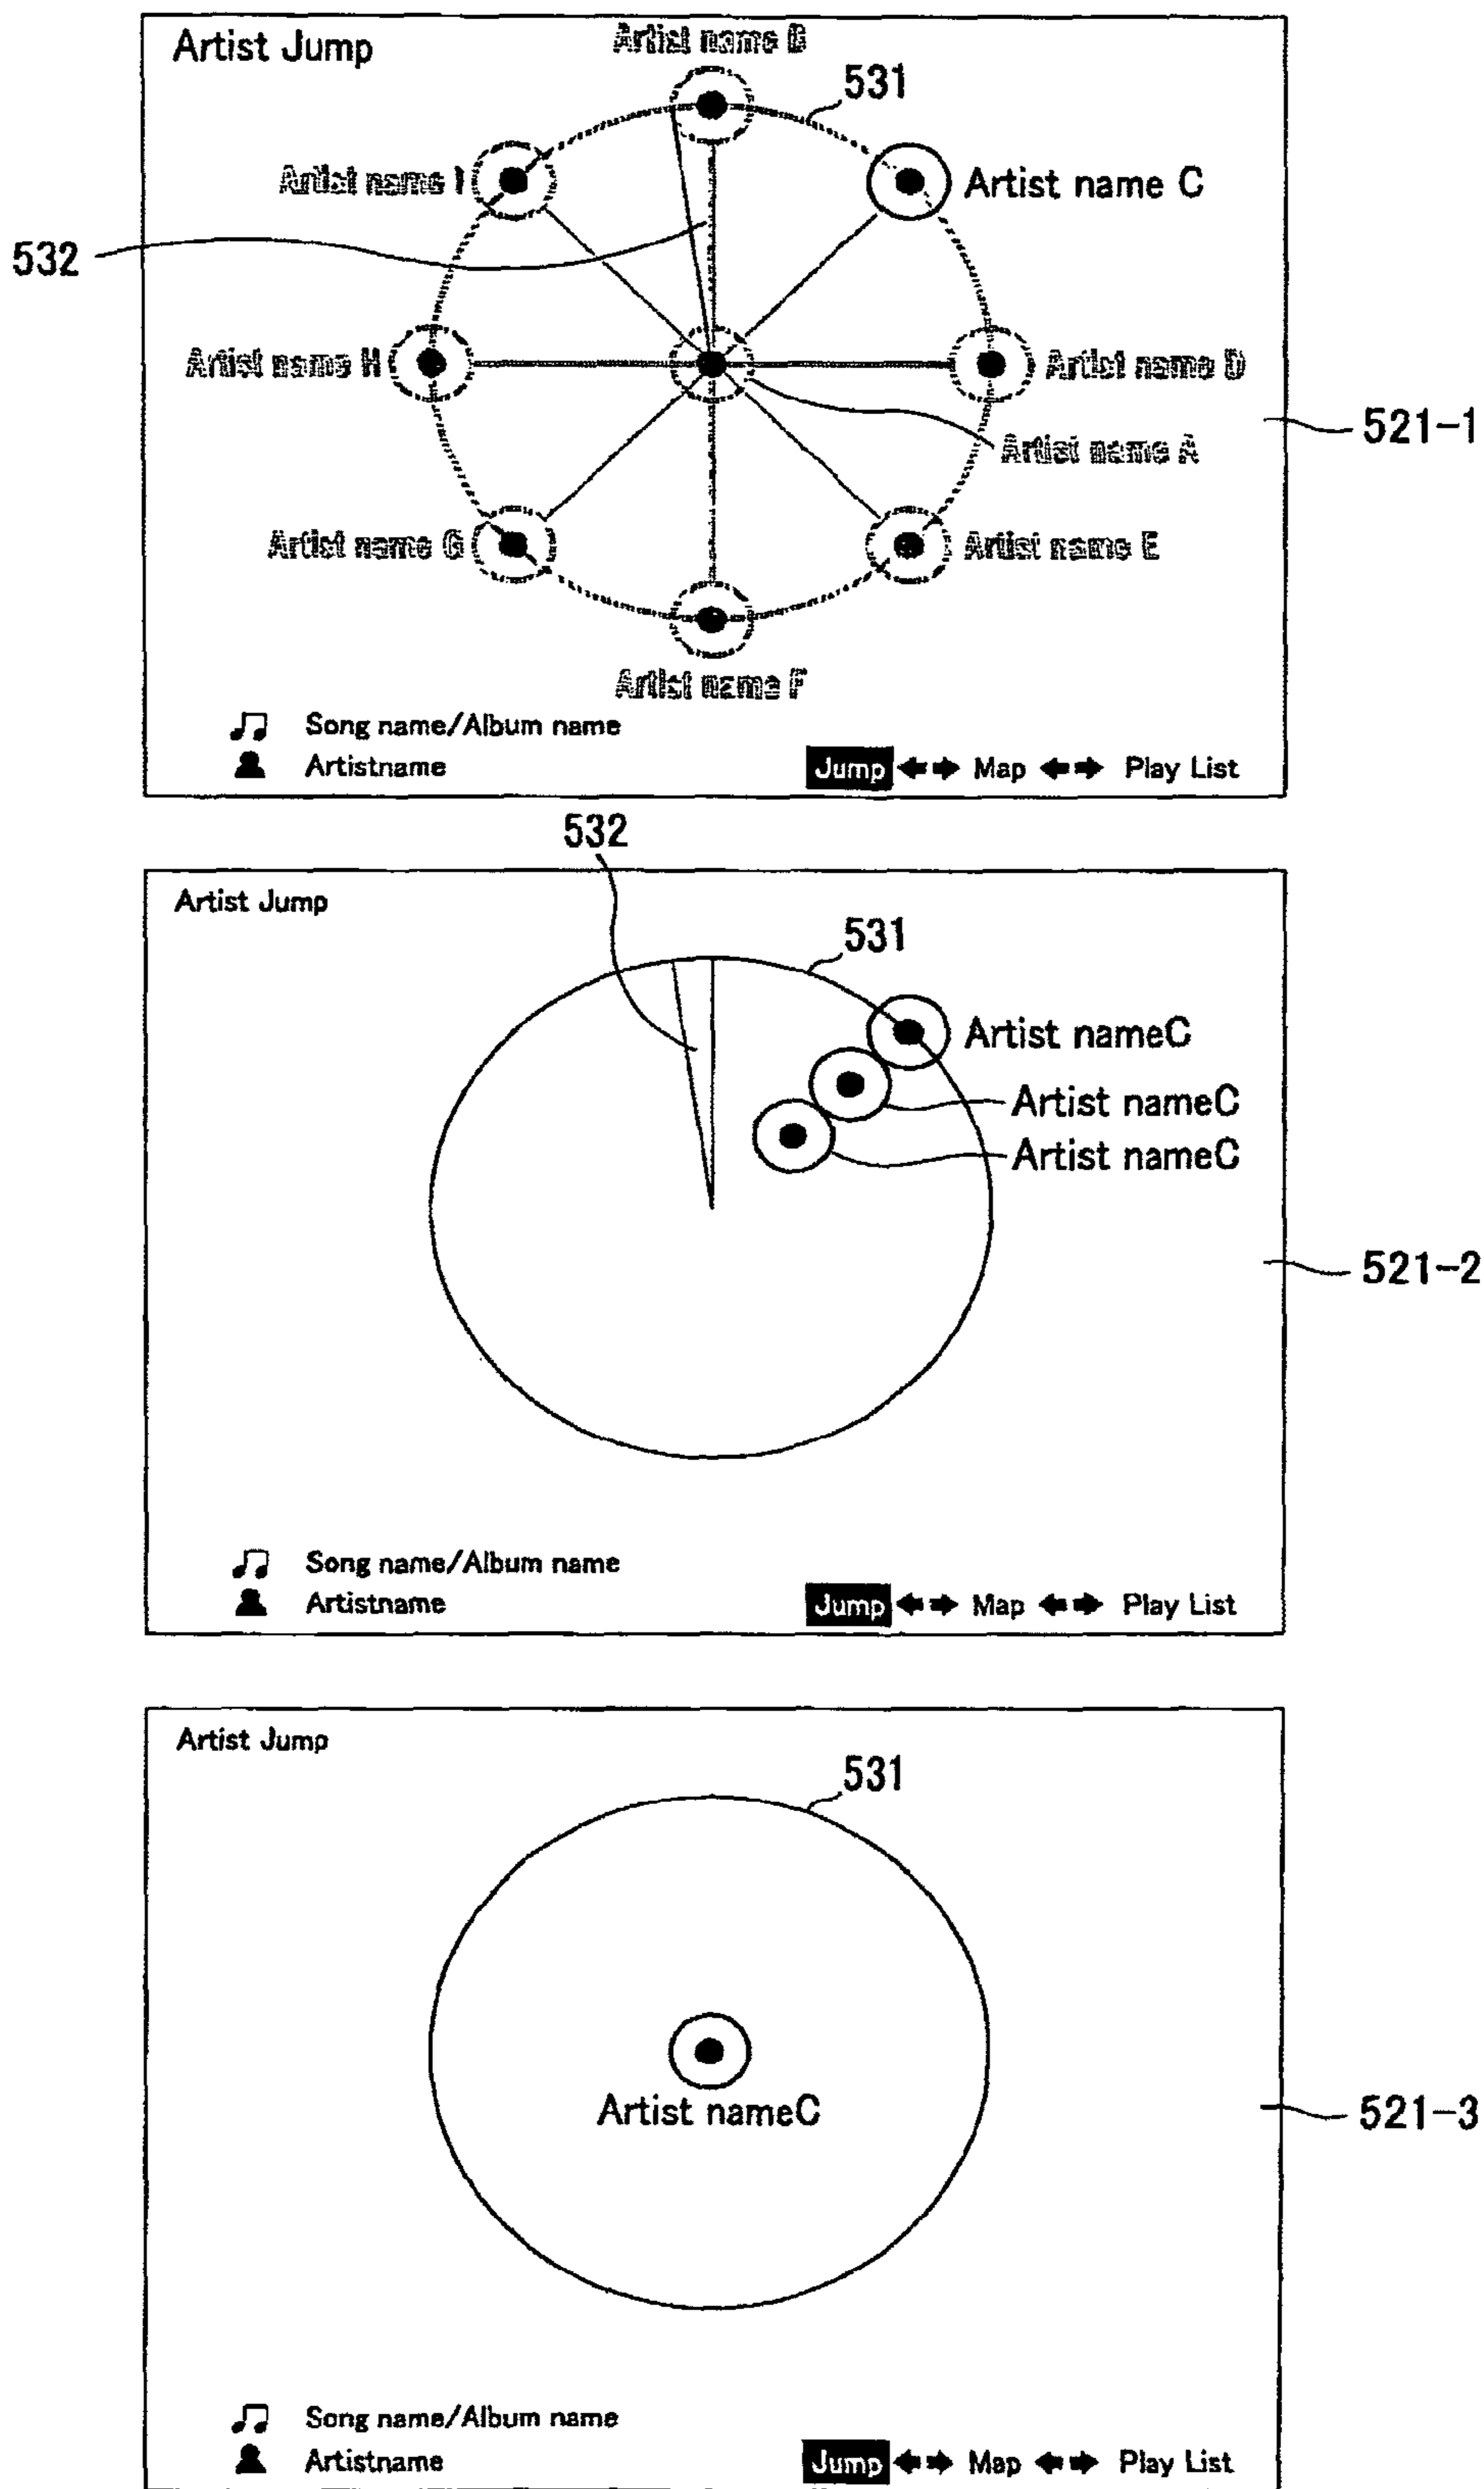 Artist Jump
Artist name B
531
Artist name I
Artist name C
532
Artist name H
Artist name D
521-1
Artist name A
Artist name G
Artist name E
Artist name F
Song name/Album name
Artistname
Jump Map Play List
532
Artist Jump
531
Artist nameC
Artist nameC
Artist nameC
521-2
Song name/Album name
Artistname
Jump Map Play List
Artist Jump
531
Artist nameC
521-3
Song name/Album name
Artistname
Jump Map Play List